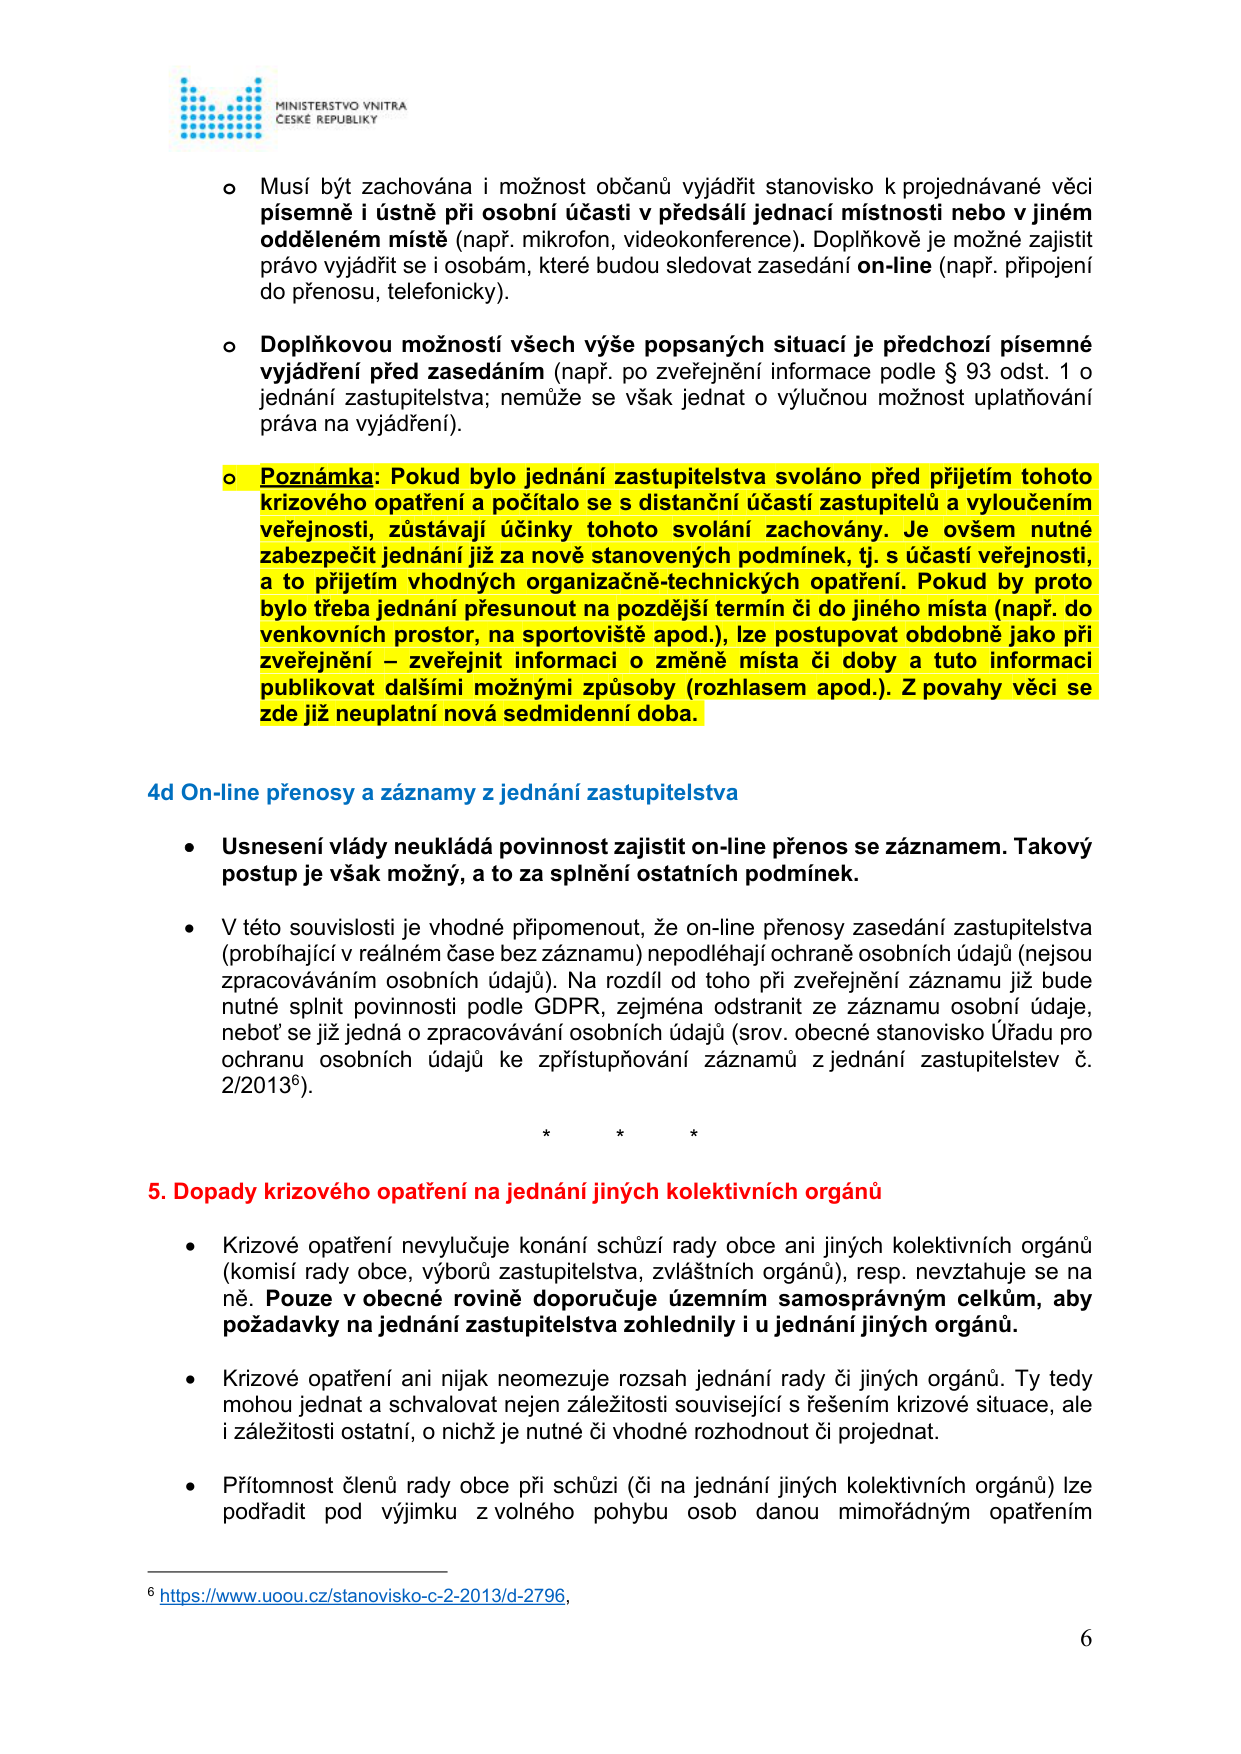 MINISTERSTVO VNITRA
ČESKÉ REPUBLIKY
o Musí být zachována i možnost občanů vyjádřit stanovisko k projednávané věci
písemně i ústně při osobní účasti v předsálí jednací místnosti nebo v jiném
odděleném místě (např. mikrofon, videokonference). Doplňkově je možné zajistit
právo vyjádřit se i osobám, které budou sledovat zasedání on-line (např. připojení
do přenosu, telefonicky).
o Doplňkovou možností všech výše popsaných situací je předchozí písemné
vyjádření před zasedáním (např. po zveřejnění informace podle § 93 odst. 1 o
jednání zastupitelstva; nemůže se však jednat o výlučnou možnost uplatňování
práva na vyjádření).
o Poznámka: Pokud bylo jednání zastupitelstva svoláno před přijetím tohoto
krizového opatření a počítalo se s distanční účastí zastupitelů a vyloučením
veřejnosti, zůstávají účinky tohoto svolání zachovány. Je ovšem nutné
zabezpečit jednání již za nově stanovených podmínek, tj. s účastí veřejnosti,
a to přijetím vhodných organizačně-technických opatření. Pokud by proto
bylo třeba jednání přesunout na pozdější termín či do jiného místa (např. do
venkovních prostor, na sportoviště apod.), lze postupovat obdobně jako při
zveřejnění – zveřejnit informaci o změně místa či doby a tuto informaci
publikovat dalšími možnými způsoby (rozhlasem apod.). Z povahy věci se
zde již neuplatní nová sedmidenní doba.
4d On-line přenosy a záznamy z jednání zastupitelstva
• Usnesení vlády neukládá povinnost zajistit on-line přenos se záznamem. Takový
postup je však možný, a to za splnění ostatních podmínek.
• V této souvislosti je vhodné připomenout, že on-line přenosy zasedání zastupitelstva
(probíhající v reálném čase bez záznamu) nepodléhají ochraně osobních údajů (nejsou
zpracováváním osobních údajů). Na rozdíl od toho při zveřejnění záznamu již bude
nutné splnit povinnosti podle GDPR, zejména odstranit ze záznamu osobní údaje,
neboť se již jedná o zpracovávání osobních údajů (srov. obecné stanovisko Úřadu pro
ochranu osobních údajů ke zpřístupňování záznamů z jednání zastupitelstev č.
2/2013⁶).
* * *
5. Dopady krizového opatření na jednání jiných kolektivních orgánů
• Krizové opatření nevylučuje konání schůzí rady obce ani jiných kolektivních orgánů
(komisí rady obce, výborů zastupitelstva, zvláštních orgánů), resp. nevztahuje se na
ně. Pouze v obecné rovině doporučuje územním samosprávným celkům, aby
požadavky na jednání zastupitelstva zohlednily i u jednání jiných orgánů.
• Krizové opatření ani nijak neomezuje rozsah jednání rady či jiných orgánů. Ty tedy
mohou jednat a schvalovat nejen záležitosti související s řešením krizové situace, ale
i záležitosti ostatní, o nichž je nutné či vhodné rozhodnout či projednat.
• Přítomnost členů rady obce při schůzi (či na jednání jiných kolektivních orgánů) lze
podřadit pod výjimku z volného pohybu osob danou mimořádným opatřením
⁶ https://www.uoou.cz/stanovisko-c-2-2013/d-2796,
6